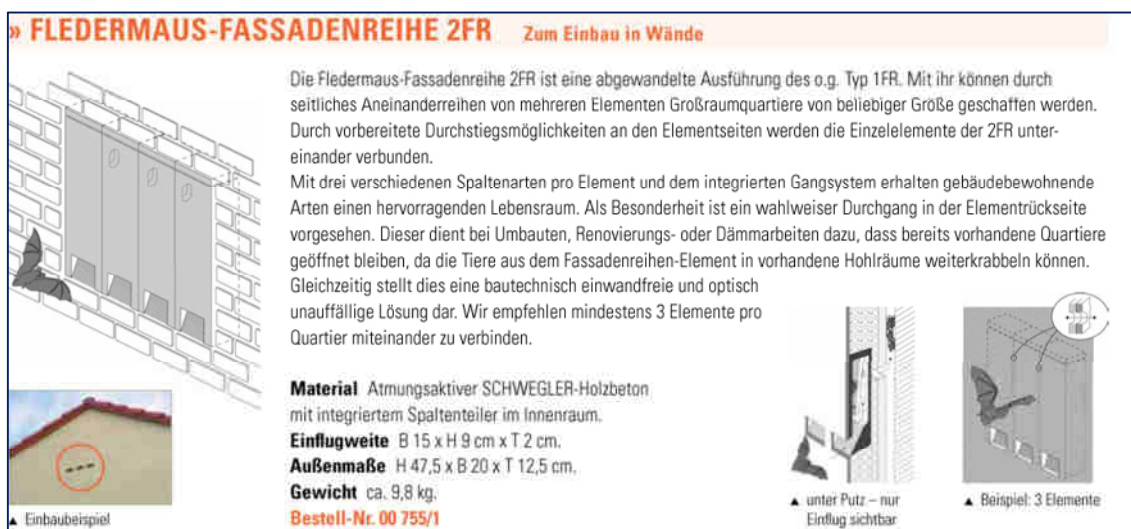 » FLEDERMAUS-FASSADENREIHE 2FR Zum Einbau in Wände
Die Fledermaus-Fassadenreihe 2FR ist eine abgewandelte Ausführung des o.g. Typ 1FR. Mit ihr können durch
seitliches Aneinanderreihen von mehreren Elementen Großraumquartiere von beliebiger Größe geschaffen werden.
Durch vorbereitete Durchstiegsmöglichkeiten an den Elementseiten werden die Einzelelemente der 2FR unter-
einander verbunden.
Mit drei verschiedenen Spaltenarten pro Element und dem integrierten Gangsystem erhalten gebäudebewohnende
Arten einen hervorragenden Lebensraum. Als Besonderheit ist ein wahlweiser Durchgang in der Elementrückseite
vorgesehen. Dieser dient bei Umbauten, Renovierungs- oder Dämmarbeiten dazu, dass bereits vorhandene Quartiere
geöffnet bleiben, da die Tiere aus dem Fassadenreihen-Element in vorhandene Hohlräume weiterkrabbeln können.
Gleichzeitig stellt dies eine bautechnisch einwandfreie und optisch
unauffällige Lösung dar. Wir empfehlen mindestens 3 Elemente pro
Quartier miteinander zu verbinden.
Material Atmungsaktiver SCHWEGLER-Holzbeton
mit integriertem Spaltenteiler im Innenraum.
Einflugweite B 15 x H 9 cm x T 2 cm.
Außenmaße H 47,5 x B 20 x T 12,5 cm.
Gewicht ca. 9,8 kg.
Bestell-Nr. 00 755/1
▲ Einbaubeispiel
▲ unter Putz – nur
Einflug sichtbar
▲ Beispiel: 3 Elemente